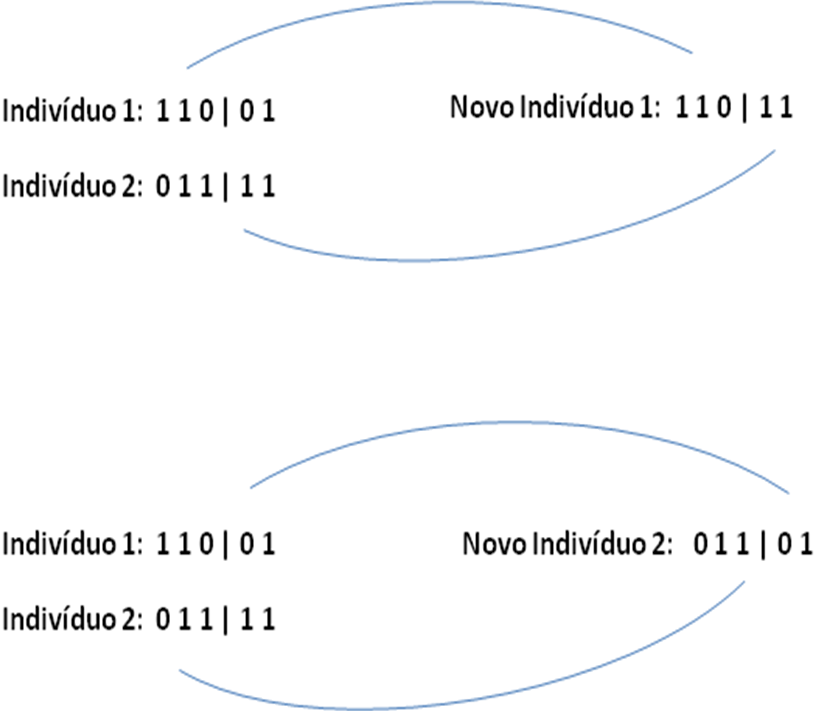 Indivíduo 1: 1 1 0 | 0 1
Novo Indivíduo 1: 1 1 0 | 1 1
Indivíduo 2: 0 1 1 | 1 1
Indivíduo 1: 1 1 0 | 0 1
Novo Indivíduo 2: 0 1 1 | 0 1
Indivíduo 2: 0 1 1 | 1 1